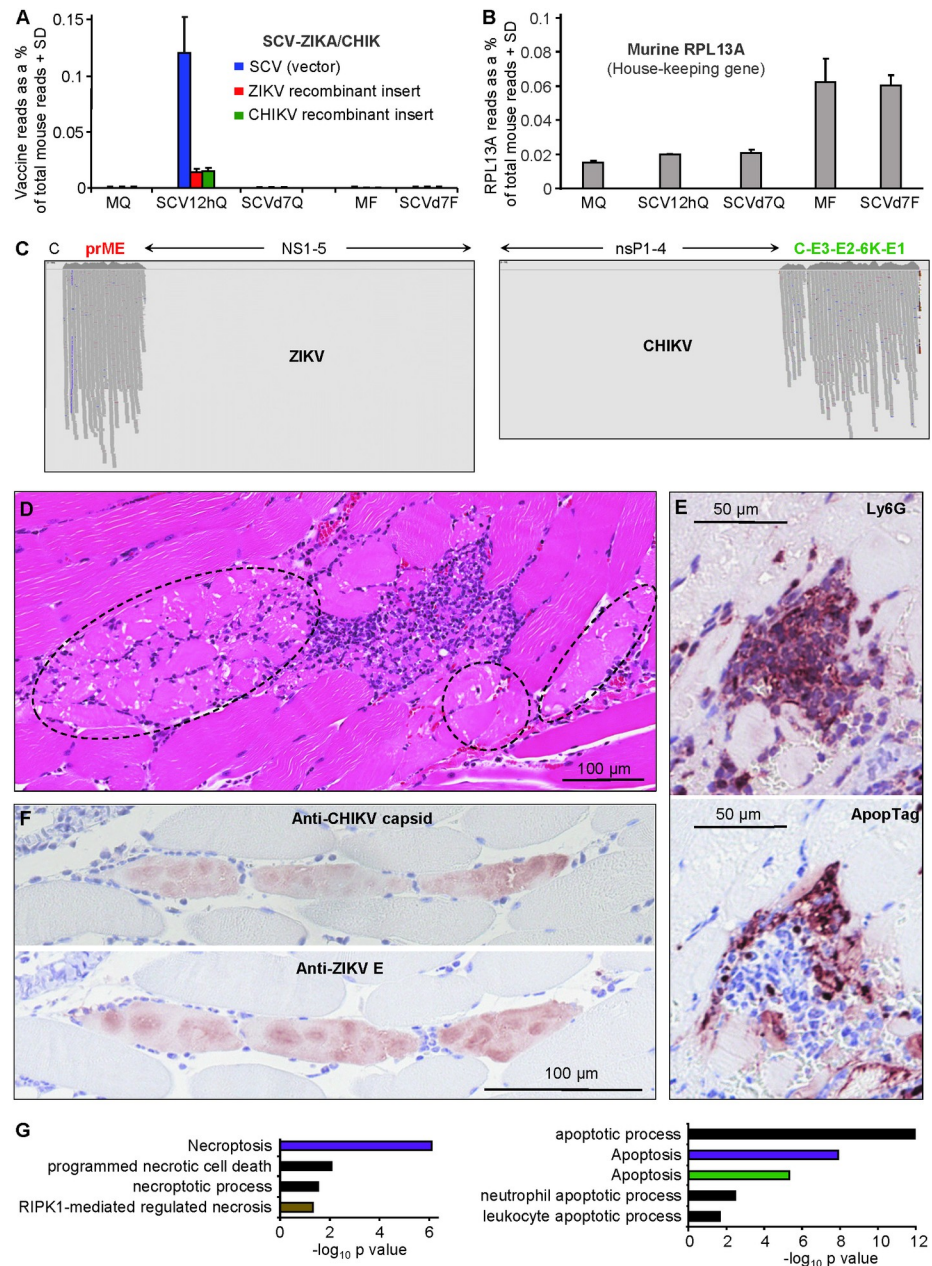 A
0.15
0.1
0.05
0
Vaccine reads as a %
of total mouse reads + SD
SCV-ZIKA/CHIK
SCV (vector)
ZIKV recombinant insert
CHIKV recombinant insert
MQ SCV12hQ SCVd7Q MF SCVd7F
B
0.1
0.08
0.06
0.04
0.02
0
RPL13A reads as a %
of total mouse reads + SD
Murine RPL13A
(House-keeping gene)
MQ SCV12hQ SCVd7Q MF SCVd7F
C
C prME NS1-5
ZIKV
nsP1-4 C-E3-E2-6K-E1
CHIKV
D
100 µm
E
50 µm Ly6G
50 µm ApopTag
F
Anti-CHIKV capsid
Anti-ZIKV E
100 µm
G
Necroptosis
programmed necrotic cell death
necroptotic process
RIPK1-mediated regulated necrosis
0 2 4 6
-log10 p value
apoptotic process
Apoptosis
Apoptosis
neutrophil apoptotic process
leukocyte apoptotic process
0 2 4 6 8 10 12
-log10 p value